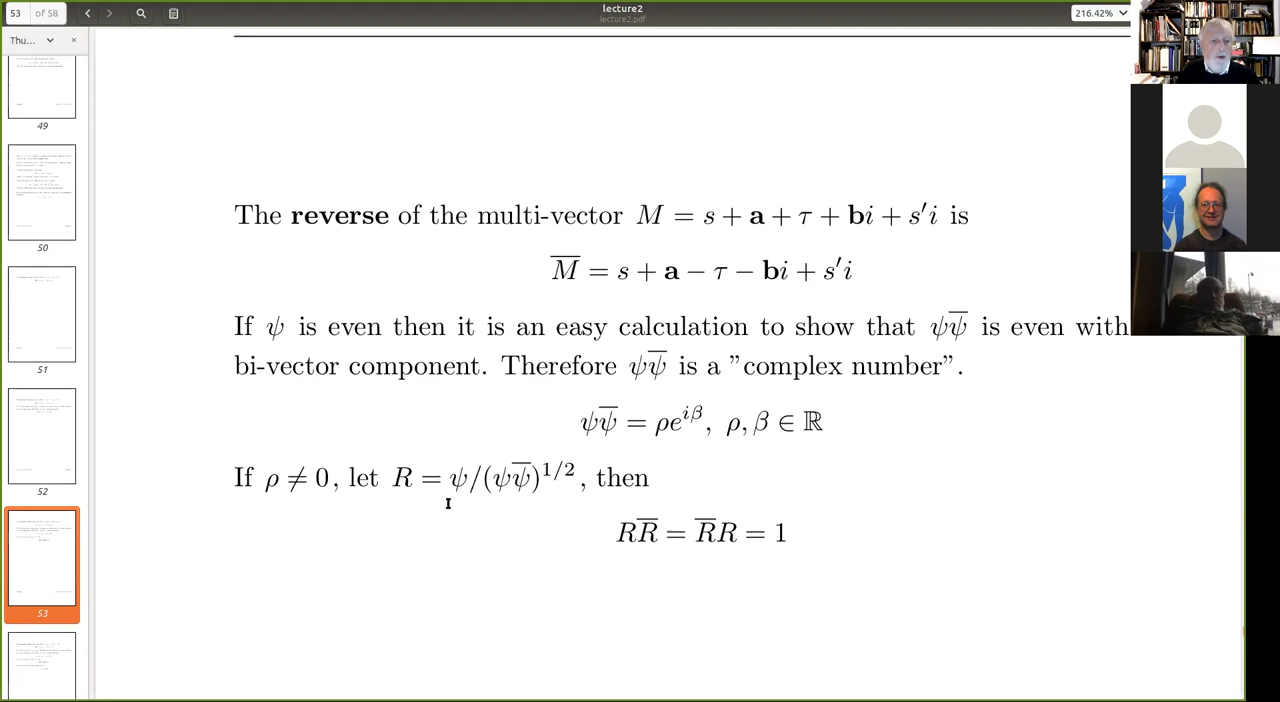 53 of 58
lecture2
lecture2.pdf
216.42%
Thu...
49
50
51
52
53
The reverse of the multi-vector M = s + a + τ + bi + s′i is
M̅ = s + a − τ − bi + s′i
If ψ is even then it is an easy calculation to show that ψψ̅ is even with
bi-vector component. Therefore ψψ̅ is a ”complex number”.
ψψ̅ = ρe^{iβ}, ρ, β ∈ ℝ
If ρ ≠ 0, let R = ψ/(ψψ̅)^{1/2}, then
RR̅ = R̅R = 1